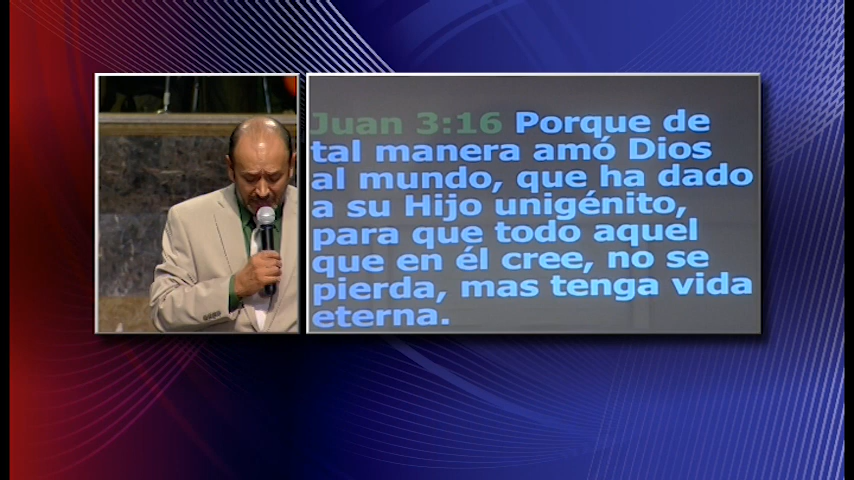 Juan 3:16 Porque de
tal manera amó Dios
al mundo, que ha dado
a su Hijo unigénito,
para que todo aquel
que en él cree, no se
pierda, mas tenga vida
eterna.